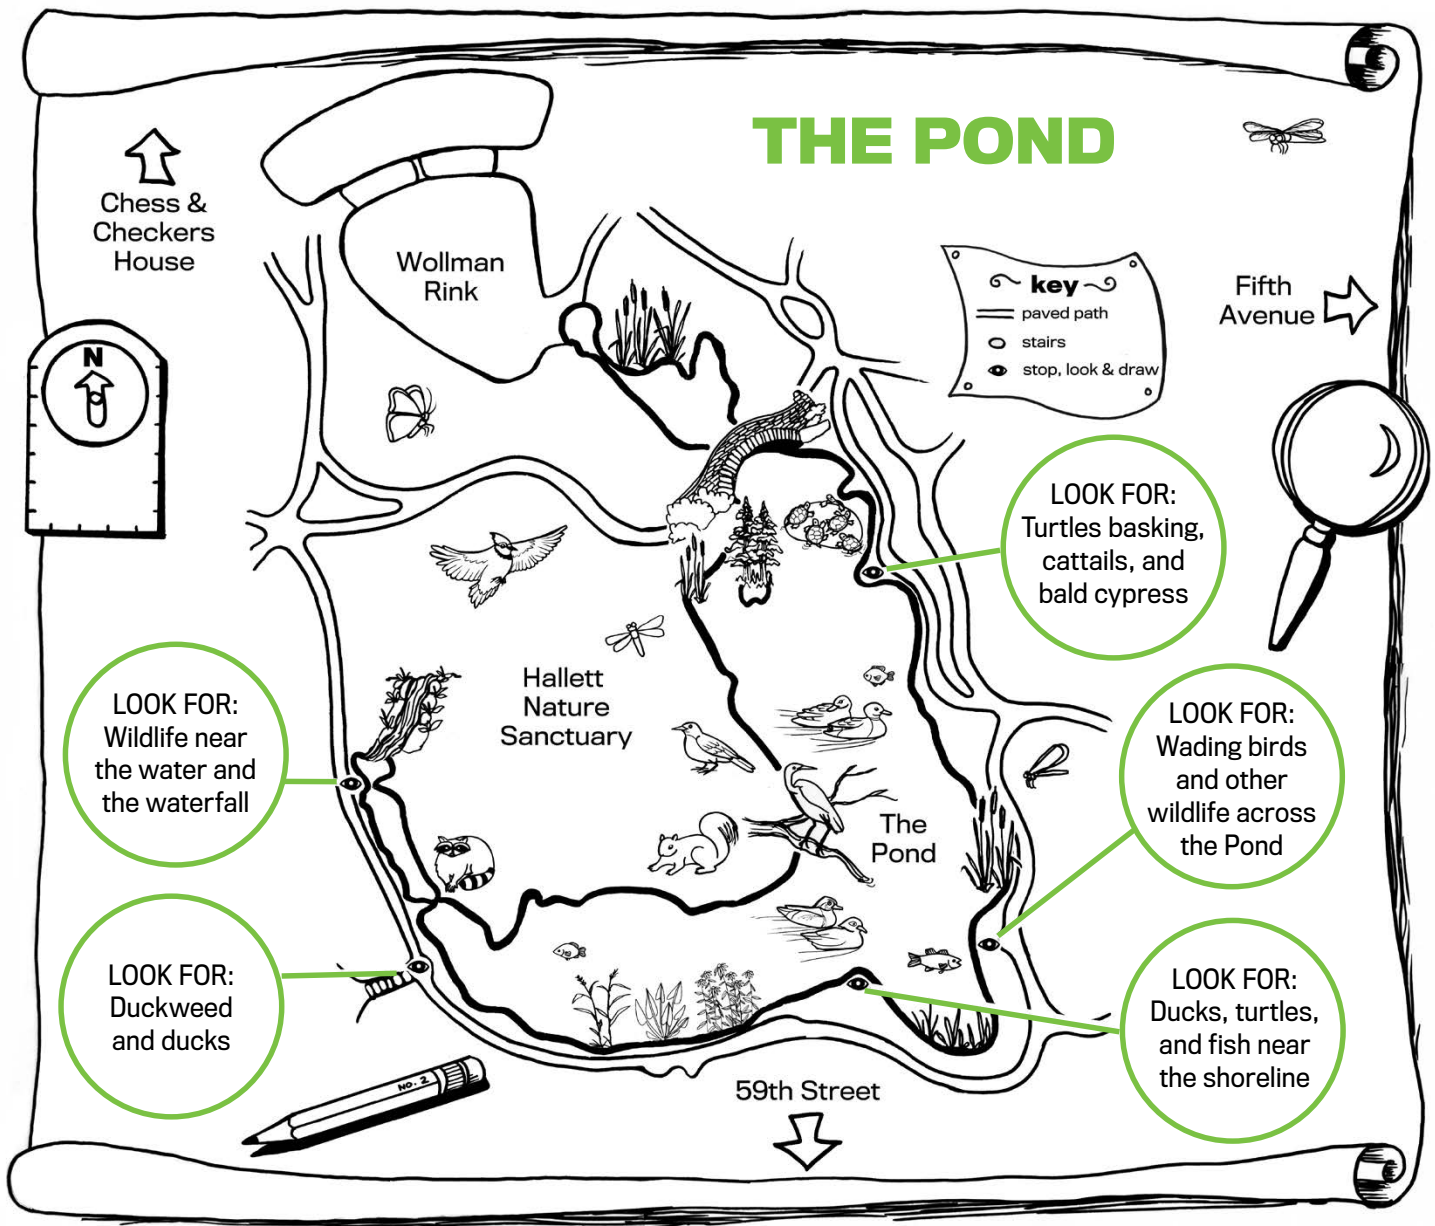 THE POND
Chess &
Checkers
House
Wollman
Rink
key
paved path
stairs
stop, look & draw
Fifth
Avenue
N
LOOK FOR:
Turtles basking,
cattails, and
bald cypress
Hallett
Nature
Sanctuary
LOOK FOR:
Wildlife near
the water and
the waterfall
LOOK FOR:
Wading birds
and other
wildlife across
the Pond
The
Pond
LOOK FOR:
Duckweed
and ducks
LOOK FOR:
Ducks, turtles,
and fish near
the shoreline
NO. 2
59th Street